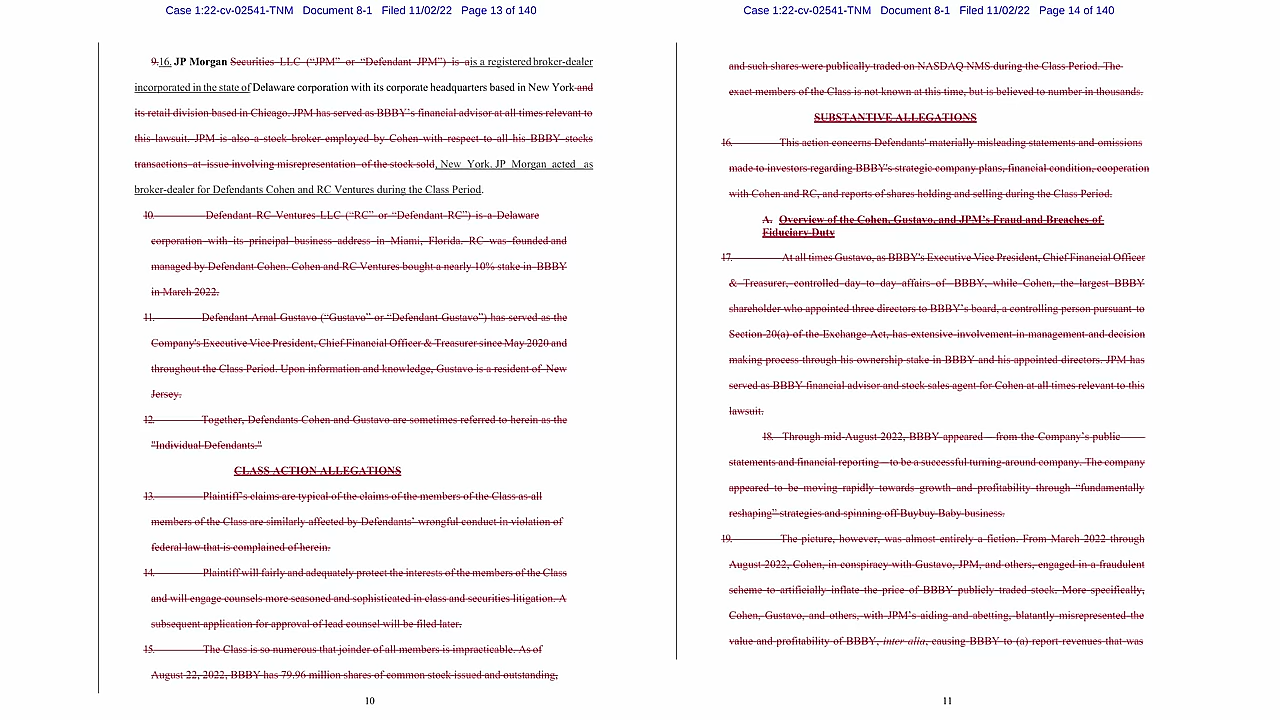 Case 1:22-cv-02541-TNM Document 8-1 Filed 11/02/22 Page 13 of 140
9.16. JP Morgan Securities LLC (“JPM” or “Defendant JPM”) is ais a registered broker-dealer
incorporated in the state of Delaware corporation with its corporate headquarters based in New York and
its retail division based in Chicago. JPM has served as BBBY’s financial advisor at all times relevant to
this lawsuit. JPM is also a stock broker employed by Cohen with respect to all his BBBY stocks
transactions at issue involving misrepresentation of the stock sold, New York. JP Morgan acted as
broker-dealer for Defendants Cohen and RC Ventures during the Class Period.
10. Defendant RC Ventures LLC (“RC” or “Defendant RC”) is a Delaware
corporation with its principal business address in Miami, Florida. RC was founded and
managed by Defendant Cohen. Cohen and RC Ventures bought a nearly 10% stake in BBBY
in March 2022.
11. Defendant Arnal Gustavo (“Gustavo” or “Defendant Gustavo”) has served as the
Company's Executive Vice President, Chief Financial Officer & Treasurer since May 2020 and
throughout the Class Period. Upon information and knowledge, Gustavo is a resident of New
Jersey.
12. Together, Defendants Cohen and Gustavo are sometimes referred to herein as the
"Individual Defendants."
CLASS ACTION ALLEGATIONS
13. Plaintiff’s claims are typical of the claims of the members of the Class as all
members of the Class are similarly affected by Defendants’ wrongful conduct in violation of
federal law that is complained of herein.
14. Plaintiff will fairly and adequately protect the interests of the members of the Class
and will engage counsels more seasoned and sophisticated in class and securities litigation. A
subsequent application for approval of lead counsel will be filed later.
15. The Class is so numerous that joinder of all members is impracticable. As of
August 22, 2022, BBBY has 79.96 million shares of common stock issued and outstanding,
10
Case 1:22-cv-02541-TNM Document 8-1 Filed 11/02/22 Page 14 of 140
and such shares were publically traded on NASDAQ NMS during the Class Period. The
exact members of the Class is not known at this time, but is believed to number in thousands.
SUBSTANTIVE ALLEGATIONS
16. This action concerns Defendants' materially misleading statements and omissions
made to investors regarding BBBY's strategic company plans, financial condition, cooperation
with Cohen and RC, and reports of shares holding and selling during the Class Period.
A. Overview of the Cohen, Gustavo, and JPM’s Fraud and Breaches of
Fiduciary Duty
17. At all times Gustavo, as BBBY's Executive Vice President, Chief Financial Officer
& Treasurer, controlled day to day affairs of BBBY, while Cohen, the largest BBBY
shareholder who appointed three directors to BBBY’s board, a controlling person pursuant to
Section 20(a) of the Exchange Act, has extensive involvement in management and decision
making process through his ownership stake in BBBY and his appointed directors. JPM has
served as BBBY financial advisor and stock sales agent for Cohen at all times relevant to this
lawsuit.
18. Through mid-August 2022, BBBY appeared – from the Company’s public
statements and financial reporting – to be a successful turning-around company. The company
appeared to be moving rapidly towards growth and profitability through “fundamentally
reshaping” strategies and spinning off Buybuy Baby business.
19. The picture, however, was almost entirely a fiction. From March 2022 through
August 2022, Cohen, in conspiracy with Gustavo, JPM, and others, engaged in a fraudulent
scheme to artificially inflate the price of BBBY publicly traded stock. More specifically,
Cohen, Gustavo, and others, with JPM’s aiding and abetting, blatantly misrepresented the
value and profitability of BBBY, inter alia, causing BBBY to (a) report revenues that was
11